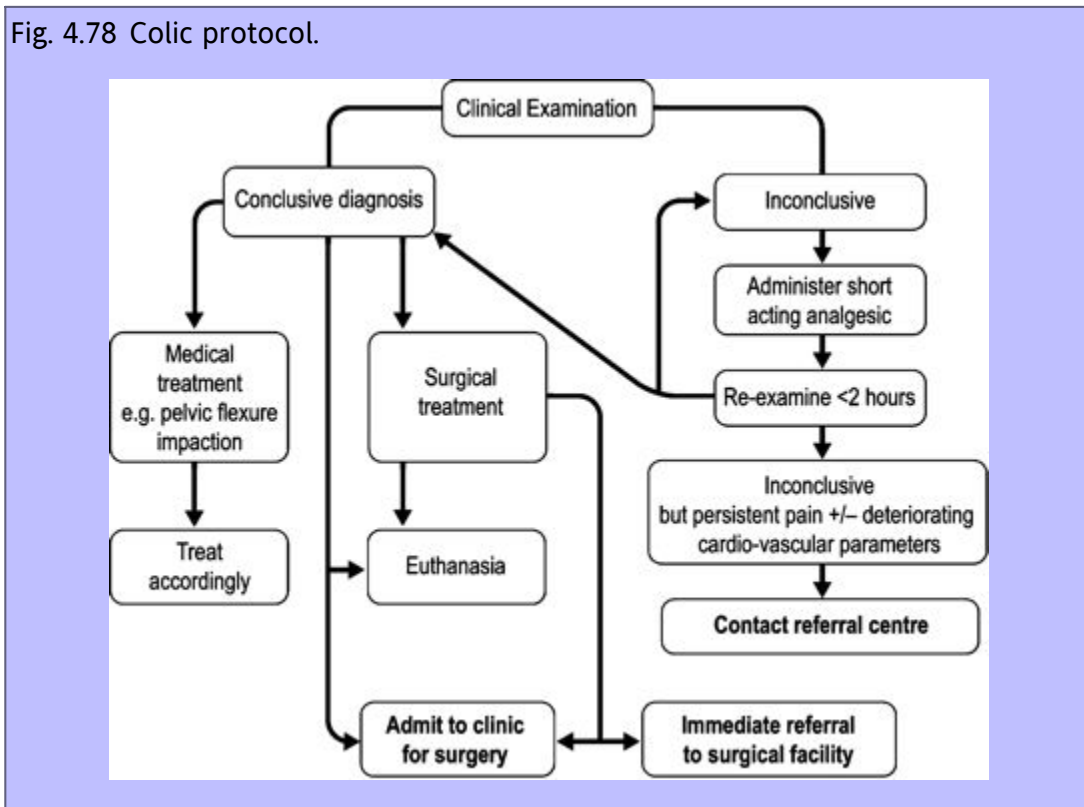 Fig. 4.78 Colic protocol.
Clinical Examination
Conclusive diagnosis
Inconclusive
Administer short
acting analgesic
Medical
treatment
e.g. pelvic flexure
impaction
Surgical
treatment
Re-examine <2 hours
Inconclusive
but persistent pain +/– deteriorating
cardio-vascular parameters
Treat
accordingly
Euthanasia
Contact referral centre
Admit to clinic
for surgery
Immediate referral
to surgical facility